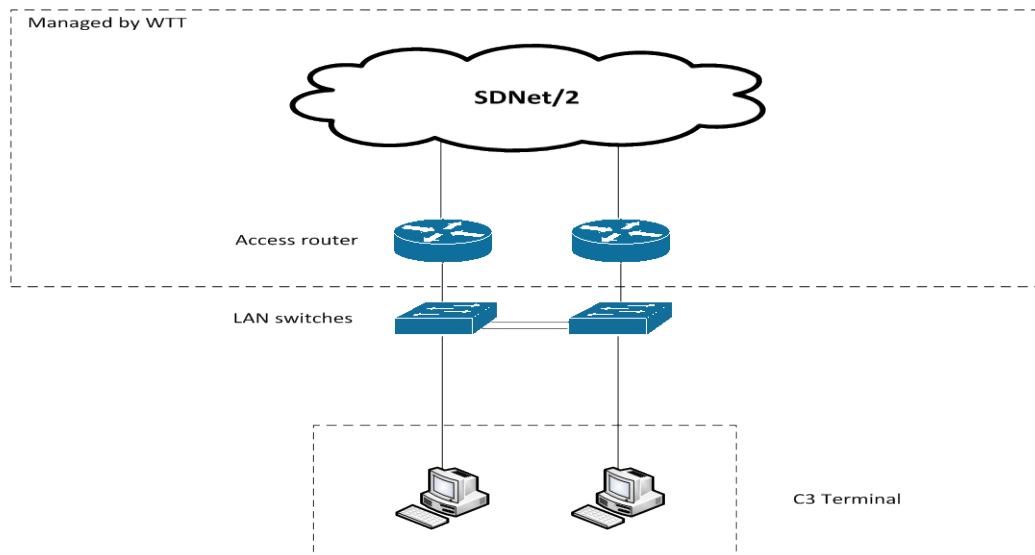 Managed by WTT
SDNet/2
Access router
LAN switches
C3 Terminal